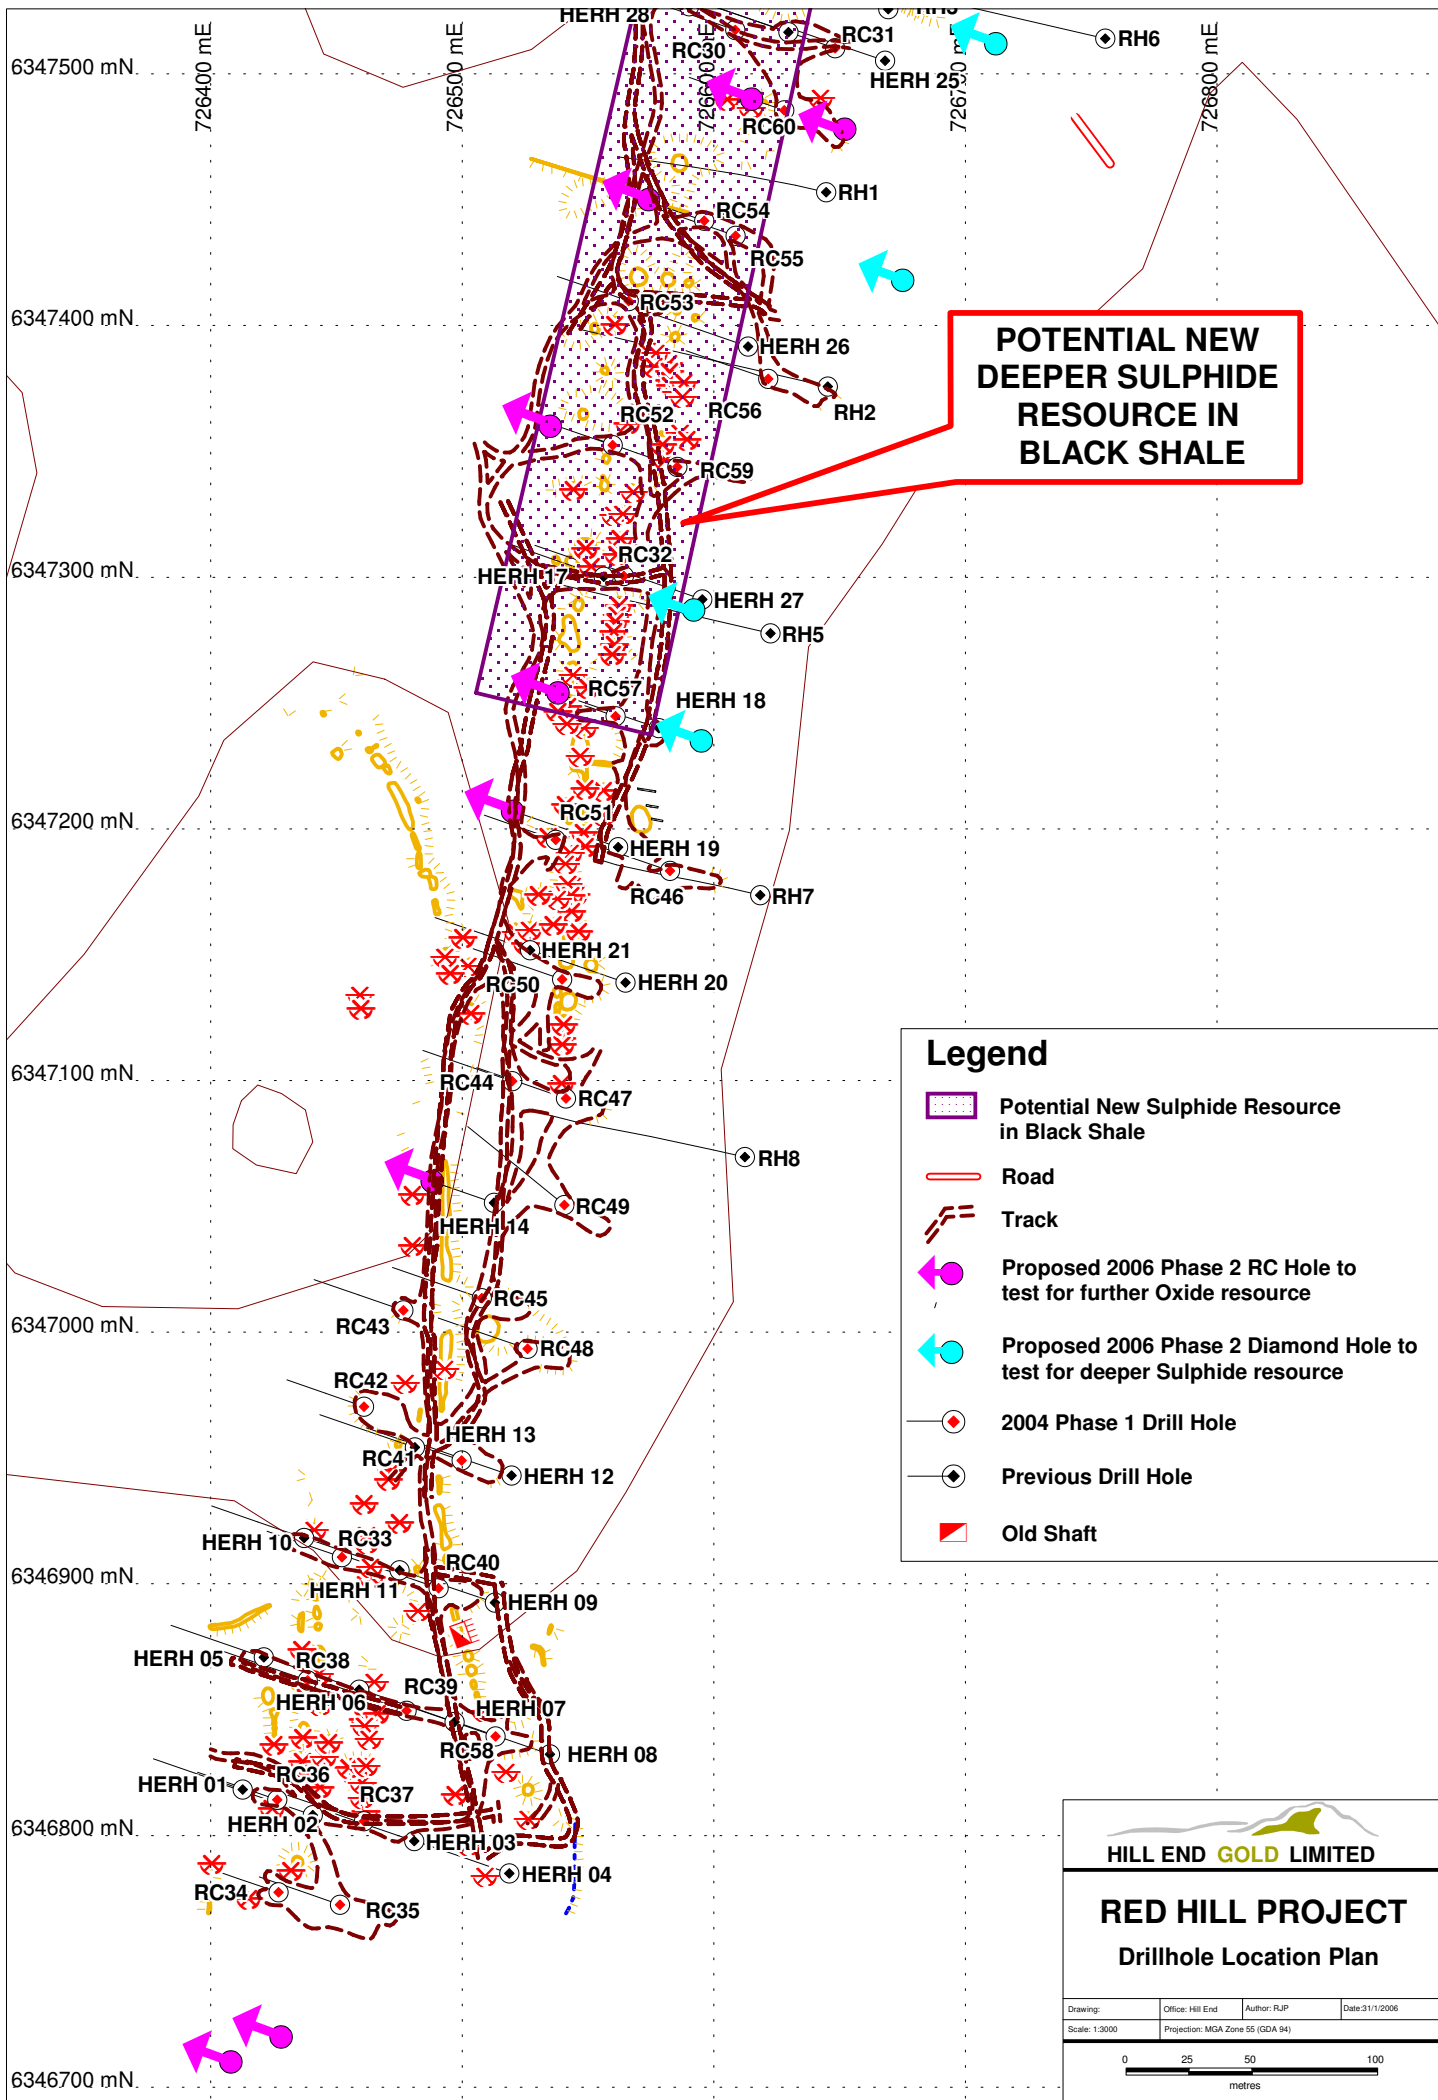 HERH 28
RC31
RH3
RH6
RC30
HERH 25
6347500 mN
726400 mE
726500 mE
726600 mE
726700 mE
726800 mE
RC60
RH1
RC54
RC55
RC53
6347400 mN
HERH 26
RH2
RC56
RC52
RC59
POTENTIAL NEW
DEEPER SULPHIDE
RESOURCE IN
BLACK SHALE
RC32
6347300 mN
HERH 17
HERH 27
RH5
RC57
HERH 18
RC51
6347200 mN
HERH 19
RC46
RH7
HERH 21
RC50
HERH 20
6347100 mN
RC44
RC47
RH8
RC49
HERH 14
RC45
RC43
6347000 mN
RC48
RC42
HERH 13
RC41
HERH 12
HERH 10
RC33
RC40
6346900 mN
HERH 11
HERH 09
HERH 05
RC38
RC39
HERH 06
HERH 07
RC58
HERH 08
HERH 01
RC36
RC37
HERH 02
6346800 mN
HERH 03
HERH 04
RC34
RC35
6346700 mN
Legend
Potential New Sulphide Resource
in Black Shale
Road
Track
Proposed 2006 Phase 2 RC Hole to
test for further Oxide resource
Proposed 2006 Phase 2 Diamond Hole to
test for deeper Sulphide resource
2004 Phase 1 Drill Hole
Previous Drill Hole
Old Shaft
HILL END GOLD LIMITED
RED HILL PROJECT
Drillhole Location Plan
Drawing:
Office: Hill End
Author: RJP
Date:31/1/2006
Scale: 1:3000
Projection: MGA Zone 55 (GDA 94)
0 25 50 100
metres